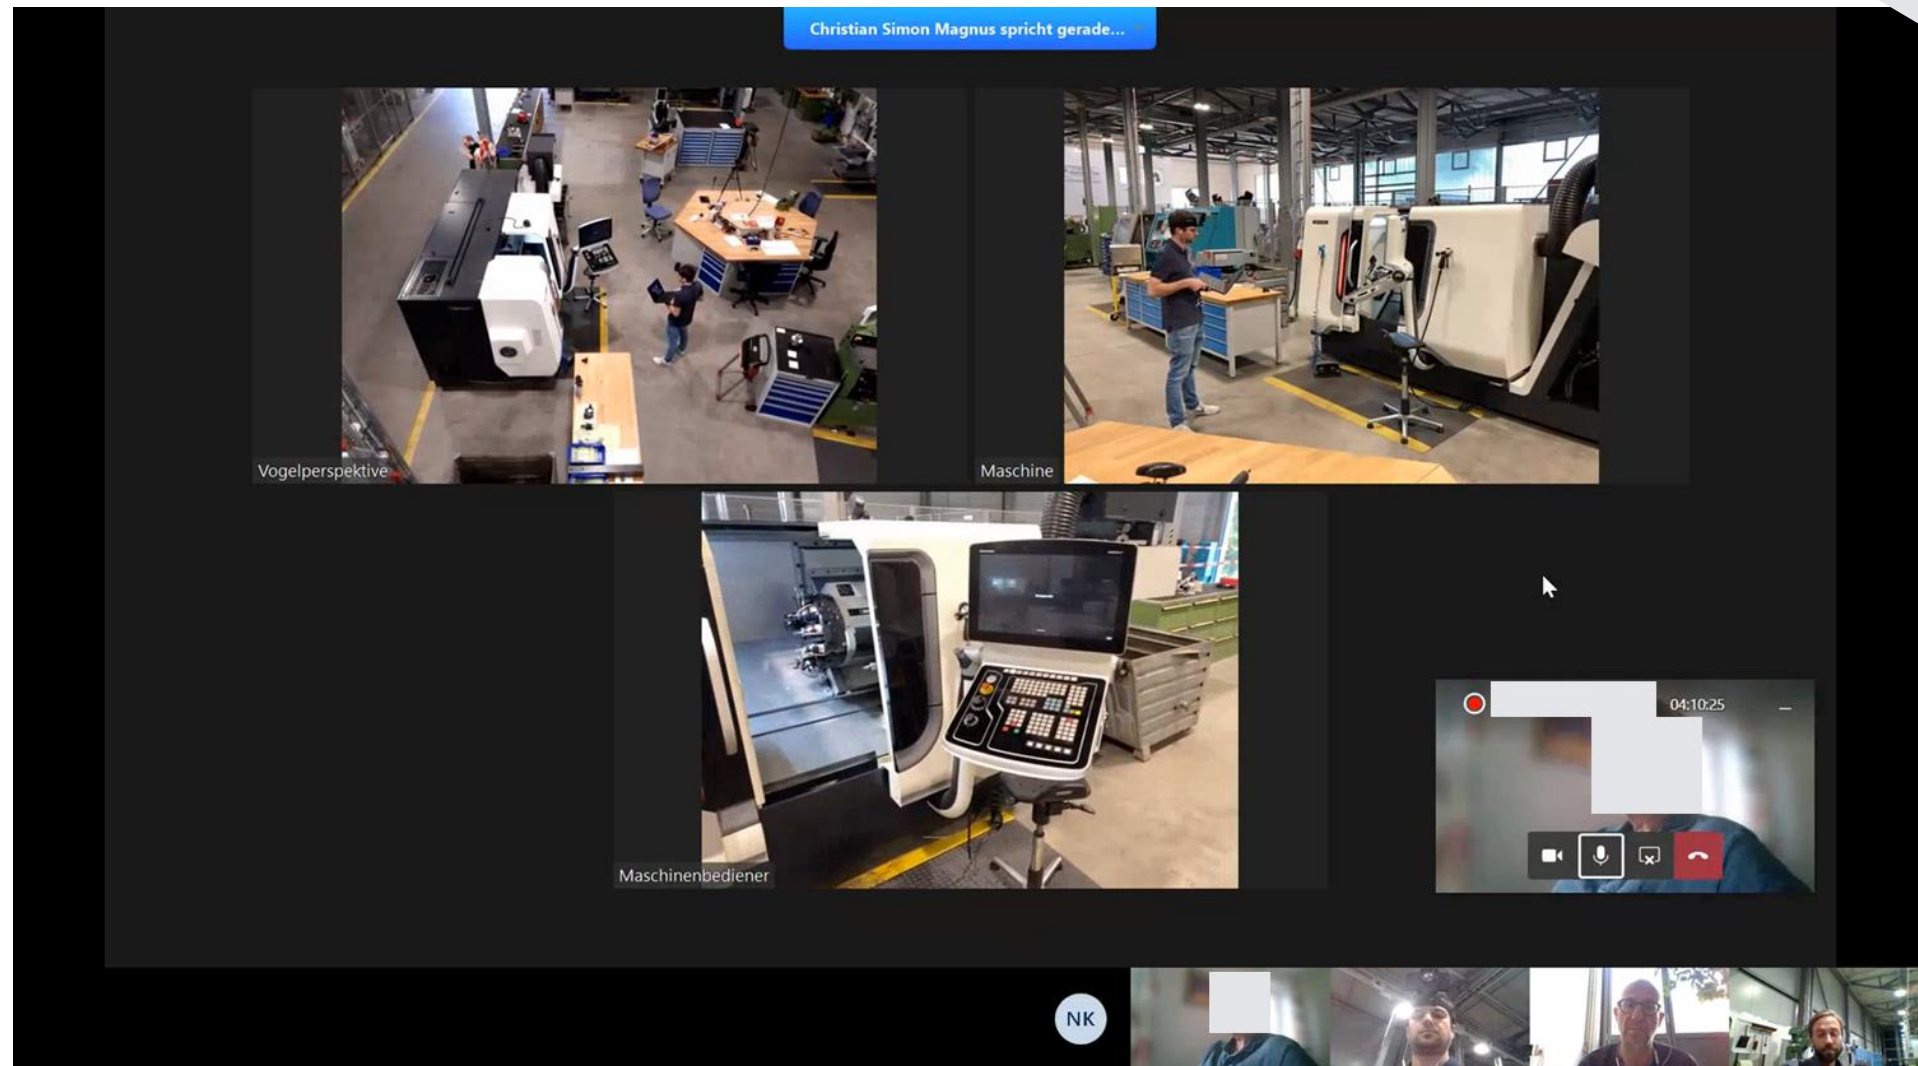 Christian Simon Magnus spricht gerade...
Vogelperspektive
Maschine
Maschinenbediener
04:10:25
NK